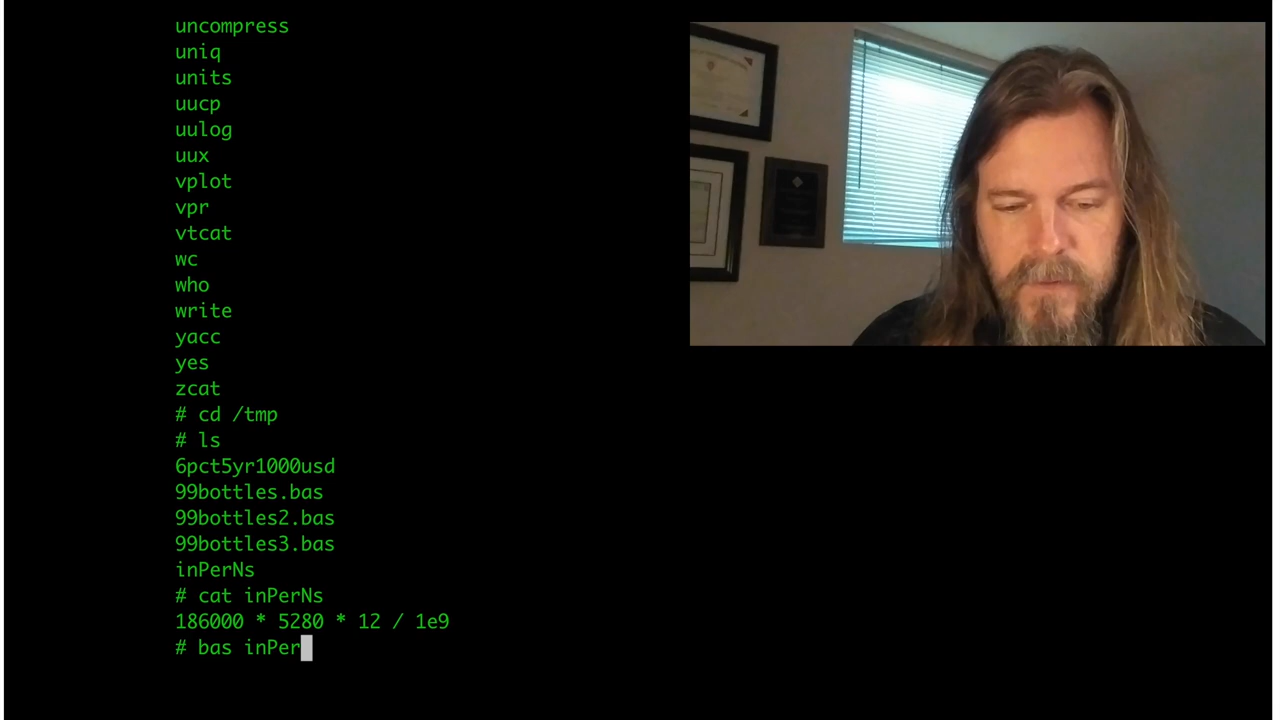 uncompress
uniq
units
uucp
uulog
uux
vplot
vpr
vtcat
wc
who
write
yacc
yes
zcat
# cd /tmp
# ls
6pct5yr1000usd
99bottles.bas
99bottles2.bas
99bottles3.bas
inPerNs
# cat inPerNs
186000 * 5280 * 12 / 1e9
# bas inPer